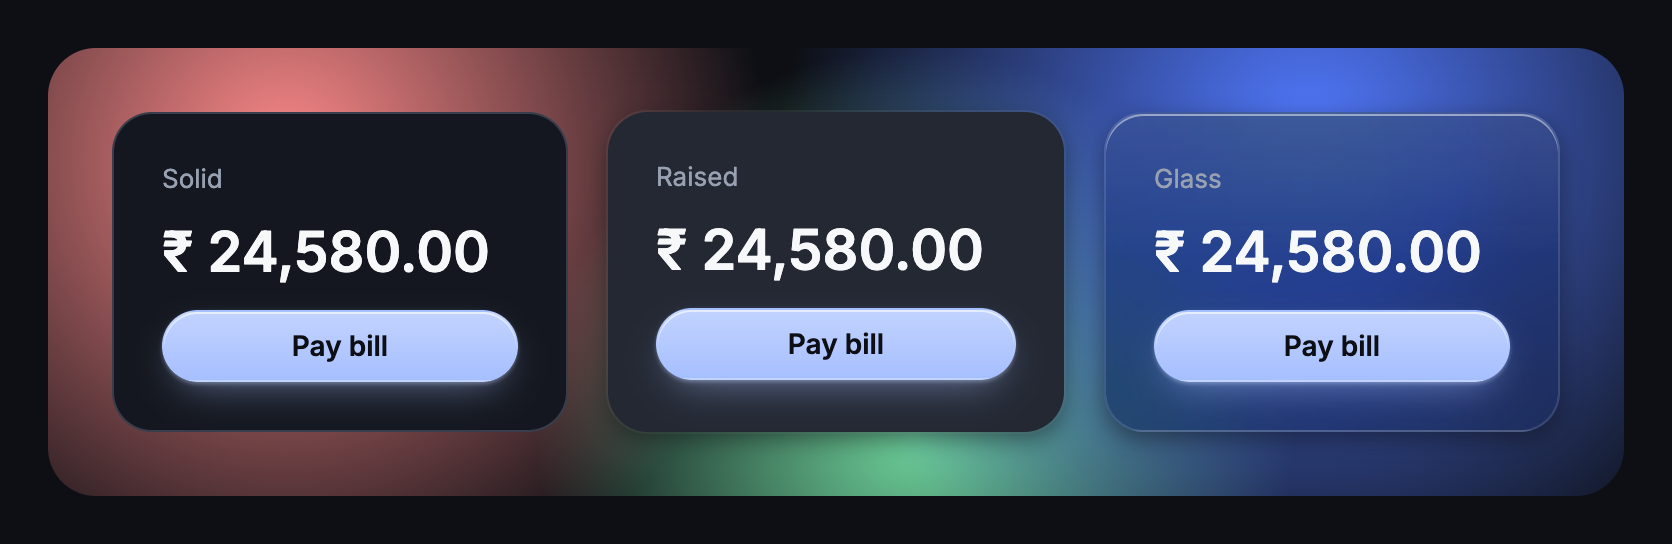 Solid
₹ 24,580.00
Pay bill
Raised
₹ 24,580.00
Pay bill
Glass
₹ 24,580.00
Pay bill